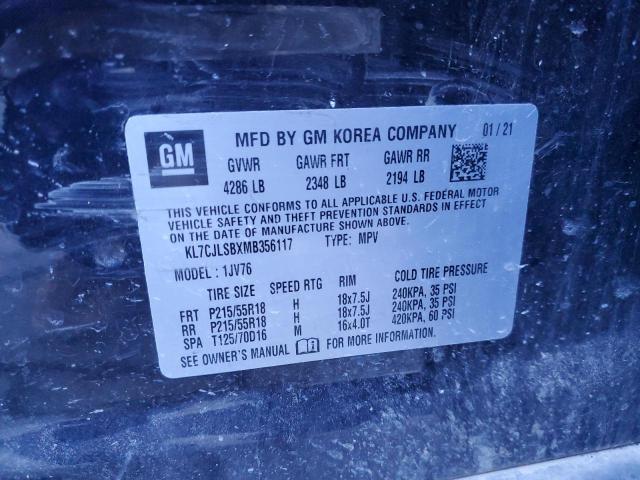 GM
MFD BY GM KOREA COMPANY 01/21
GVWR GAWR FRT GAWR RR
4286 LB 2348 LB 2194 LB
THIS VEHICLE CONFORMS TO ALL APPLICABLE U.S. FEDERAL MOTOR
VEHICLE SAFETY AND THEFT PREVENTION STANDARDS IN EFFECT
ON THE DATE OF MANUFACTURE SHOWN ABOVE.
KL7CJLSBXMB356117 TYPE: MPV
MODEL: 1JV76
TIRE SIZE SPEED RTG RIM COLD TIRE PRESSURE
FRT P215/55R18 H 18x7.5J 240KPA, 35 PSI
RR P215/55R18 H 18x7.5J 240KPA, 35 PSI
SPA T125/70D16 M 16x4.0T 420KPA, 60 PSI
SEE OWNER'S MANUAL FOR MORE INFORMATION.